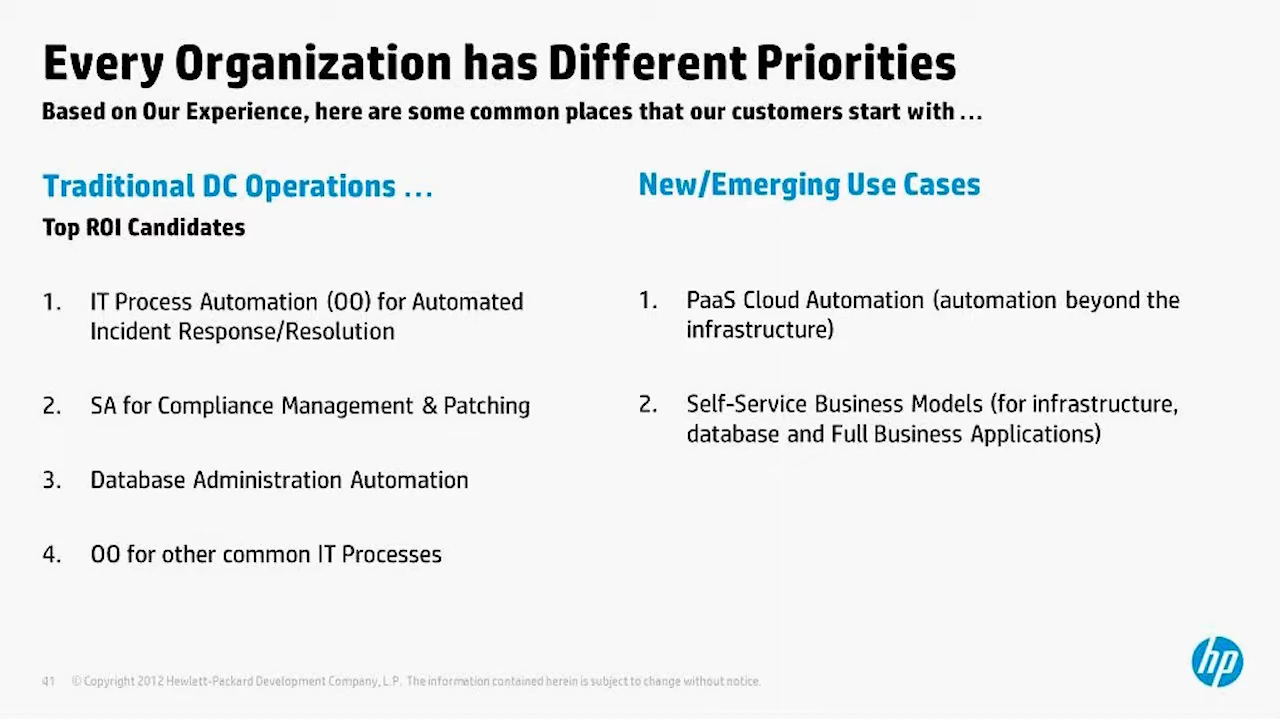 Every Organization has Different Priorities
Based on Our Experience, here are some common places that our customers start with ...
Traditional DC Operations ...
Top ROI Candidates
1. IT Process Automation (OO) for Automated
Incident Response/Resolution
2. SA for Compliance Management & Patching
3. Database Administration Automation
4. OO for other common IT Processes
New/Emerging Use Cases
1. PaaS Cloud Automation (automation beyond the
infrastructure)
2. Self-Service Business Models (for infrastructure,
database and Full Business Applications)
41 © Copyright 2012 Hewlett-Packard Development Company, L.P. The information contained herein is subject to change without notice.
hp